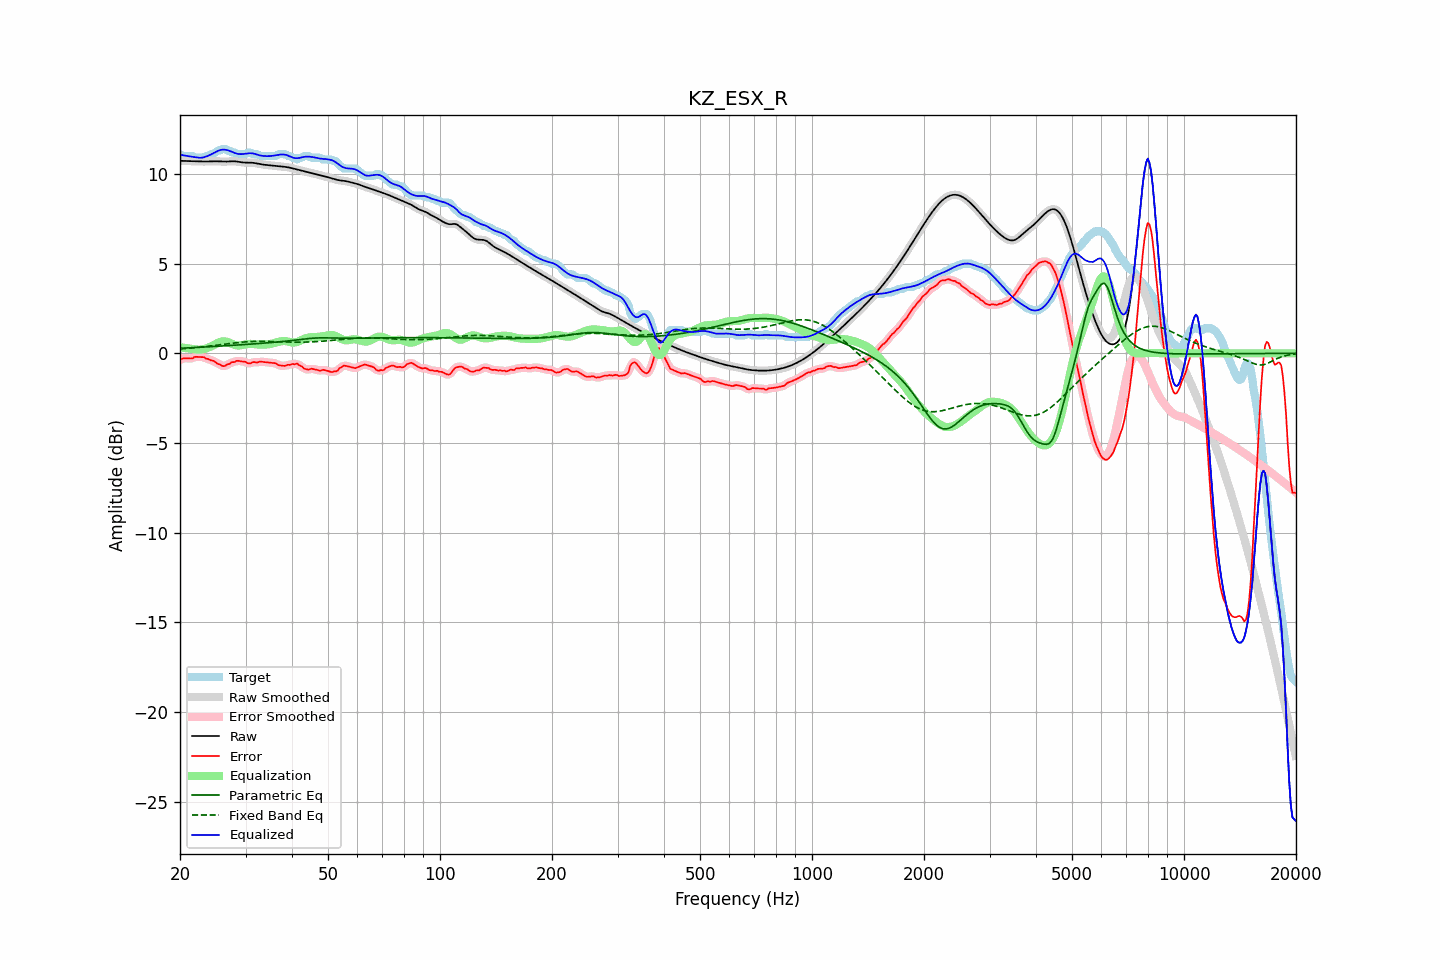 KZ_ESX_R
Amplitude (dBr)
10
5
0
−5
−10
−15
−20
−25
Target
Raw Smoothed
Error Smoothed
Raw
Error
Equalization
Parametric Eq
Fixed Band Eq
Equalized
20 50 100 200 500 1000 2000 5000 10000 20000
Frequency (Hz)